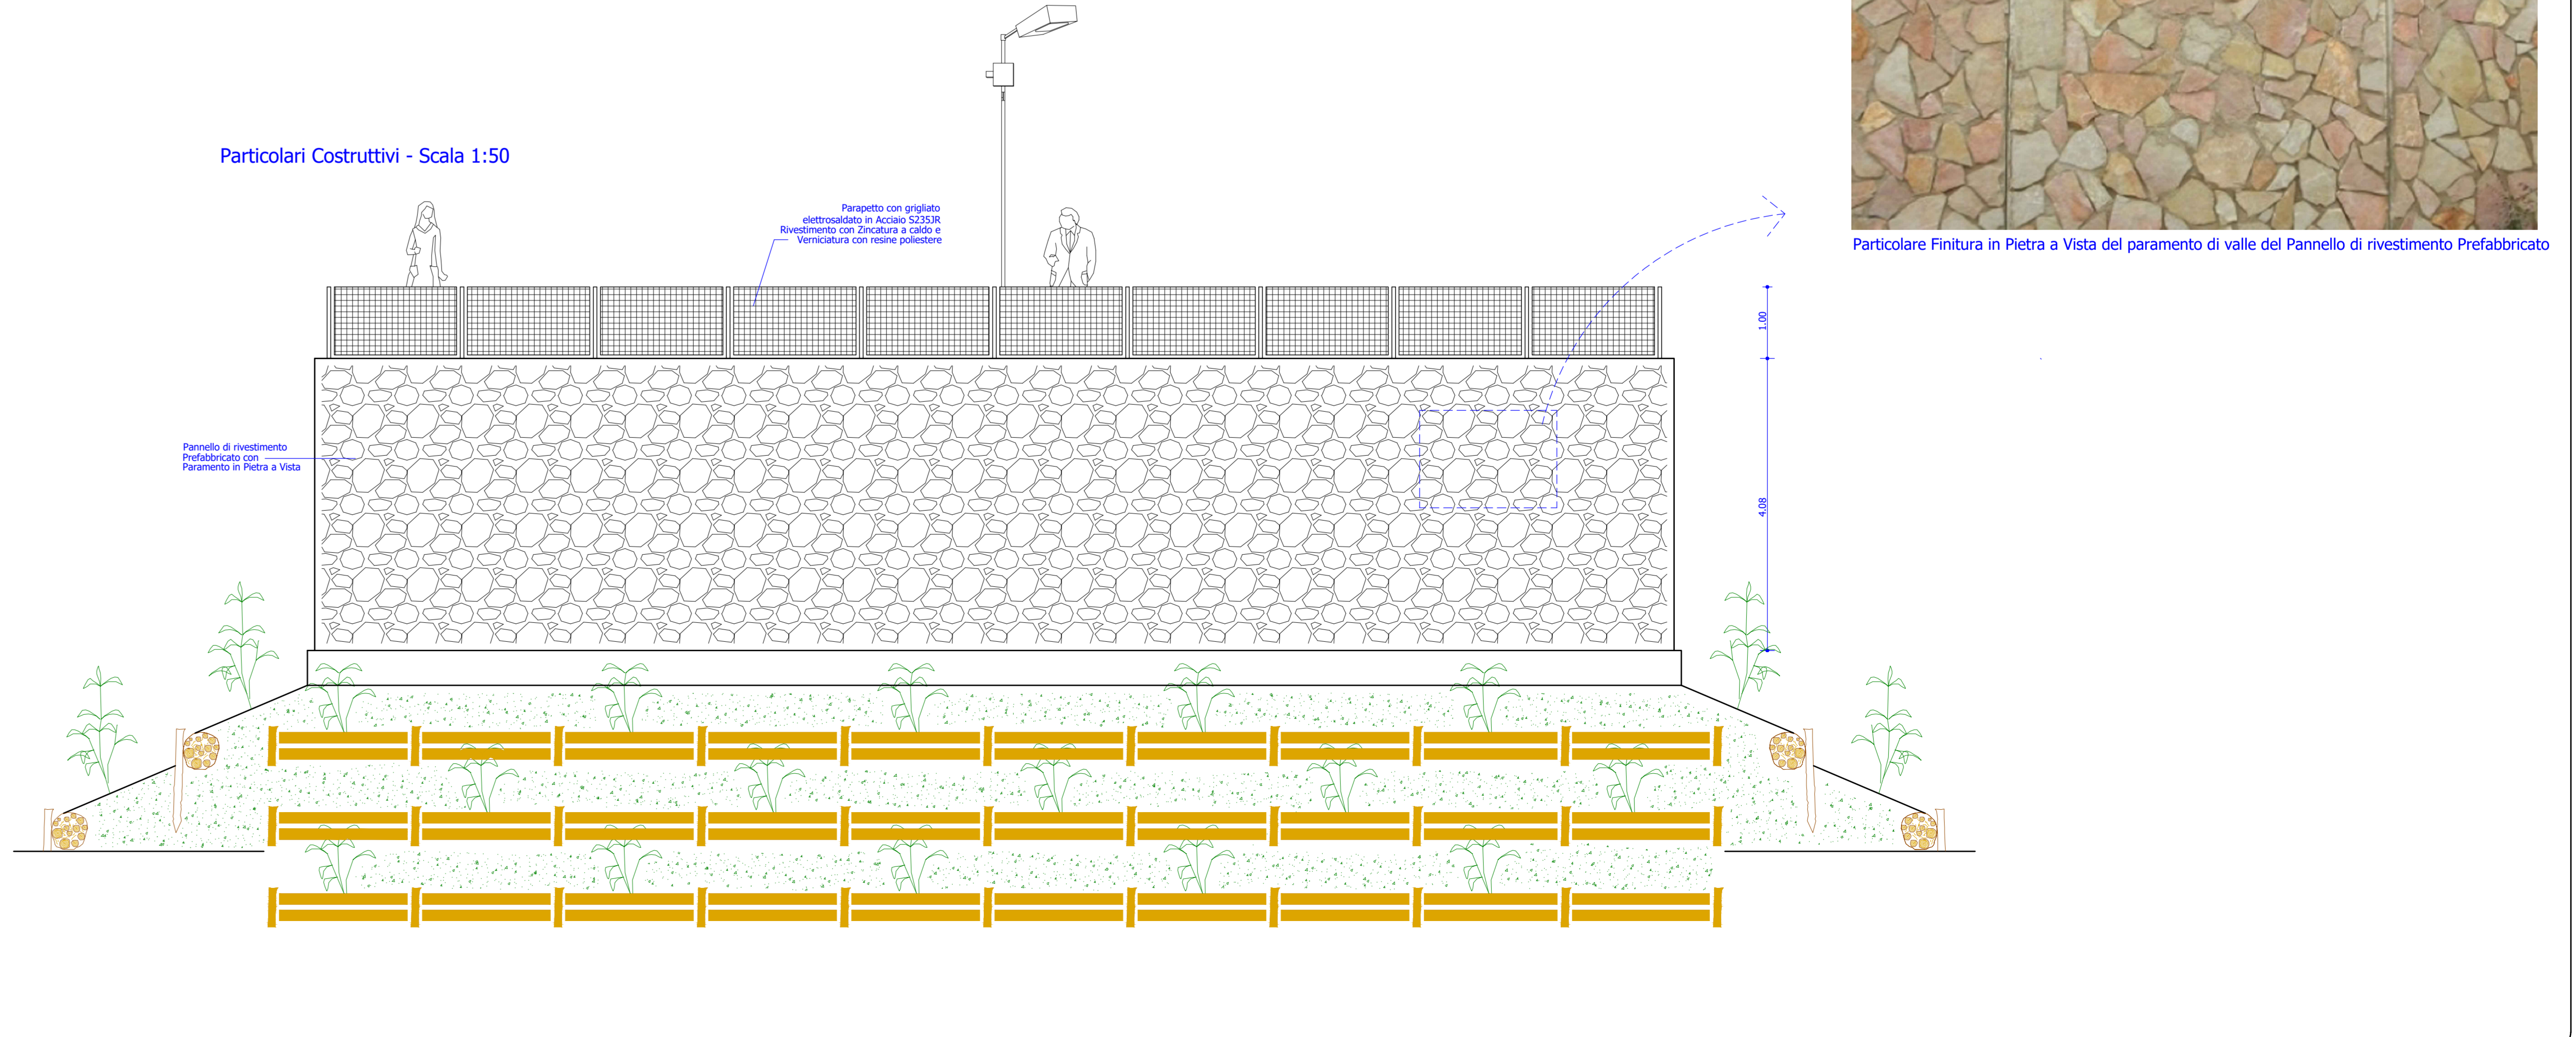 Particolari Costruttivi - Scala 1:50
Parapetto con grigliato
elettrosaldato in Acciaio S235JR
Rivestimento con Zincatura a caldo e
Verniciatura con resine poliestere
Particolare Finitura in Pietra a Vista del paramento di valle del Pannello di rivestimento Prefabbricato
1.00
Pannello di rivestimento
Prefabbricato con
Paramento in Pietra a Vista
4.08